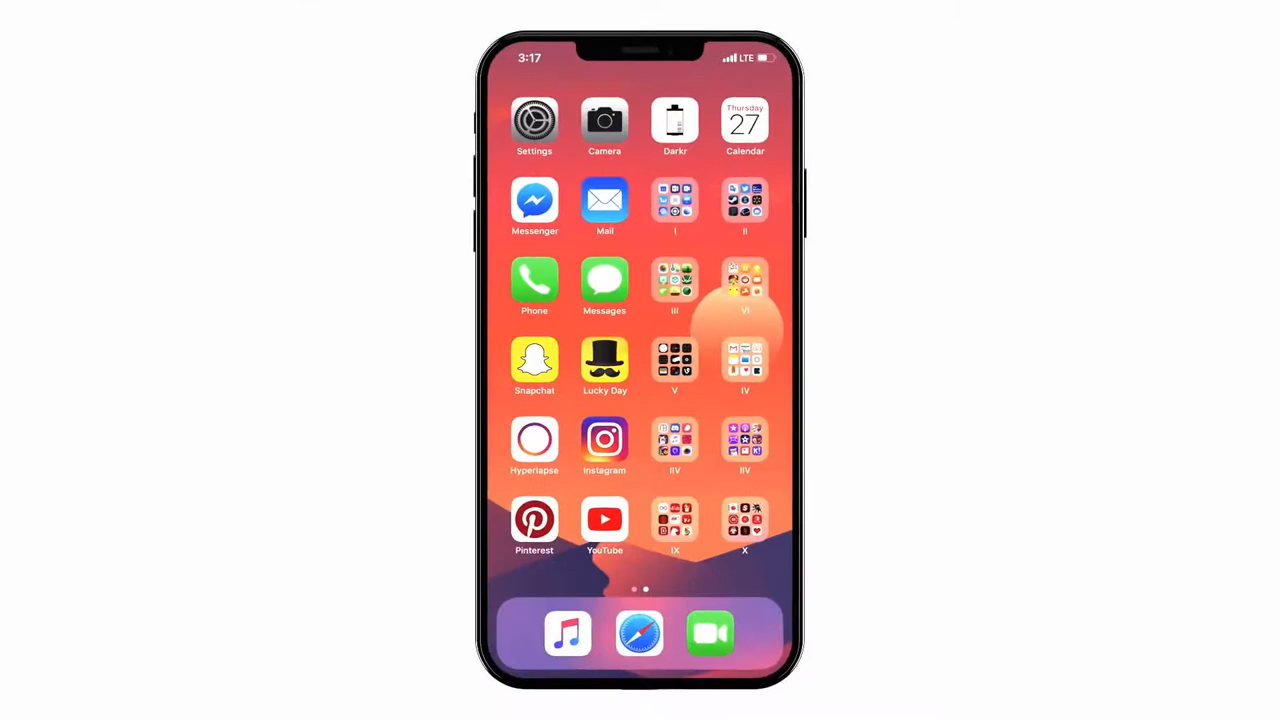 3:17 LTE
Thursday
27
Settings Camera Darkr Calendar
Messenger Mail I II
Phone Messages III VI
Snapchat Lucky Day V IV
Hyperlapse Instagram IIV IIV
Pinterest YouTube IX X